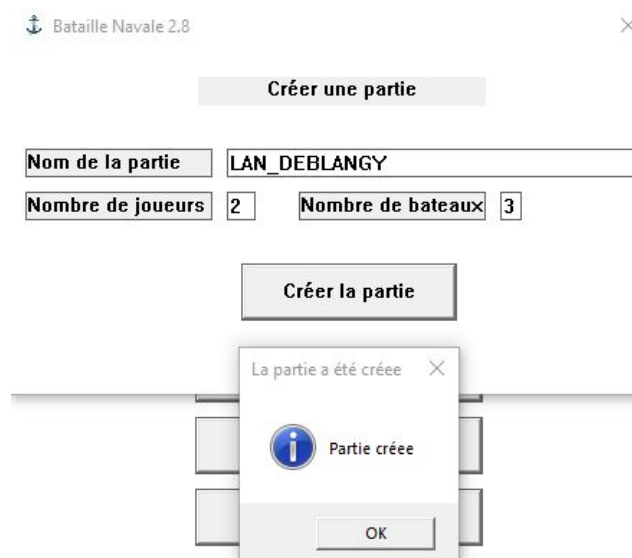 Bataille Navale 2.8
Créer une partie
Nom de la partie LAN_DEBLANGY
Nombre de joueurs 2 Nombre de bateaux 3
Créer la partie
La partie a été créee
Partie créee
OK